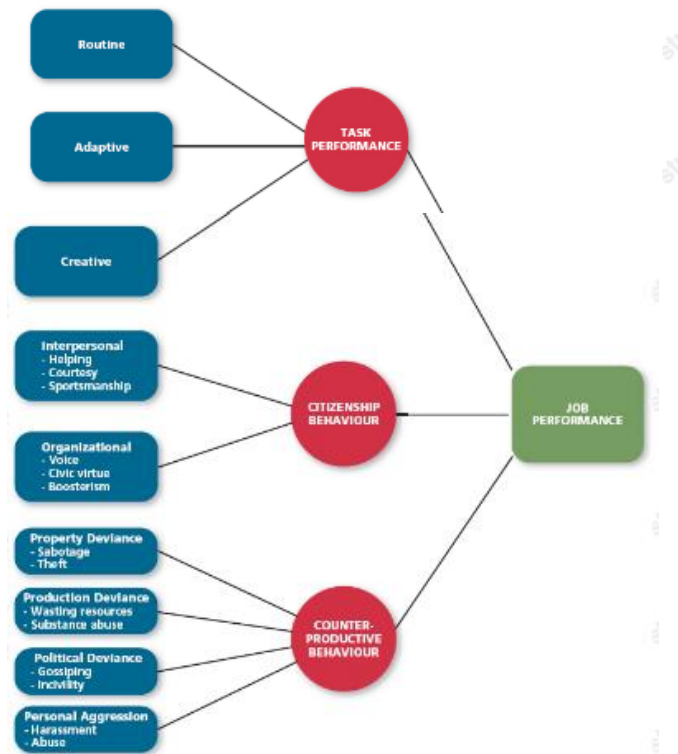 Routine
Adaptive
Creative
TASK
PERFORMANCE
Interpersonal
- Helping
- Courtesy
- Sportsmanship
Organizational
- Voice
- Civic virtue
- Boosterism
CITIZENSHIP
BEHAVIOUR
JOB
PERFORMANCE
Property Deviance
- Sabotage
- Theft
Production Deviance
- Wasting resources
- Substance abuse
Political Deviance
- Gossiping
- Incivility
Personal Aggression
- Harassment
- Abuse
COUNTER-
PRODUCTIVE
BEHAVIOUR